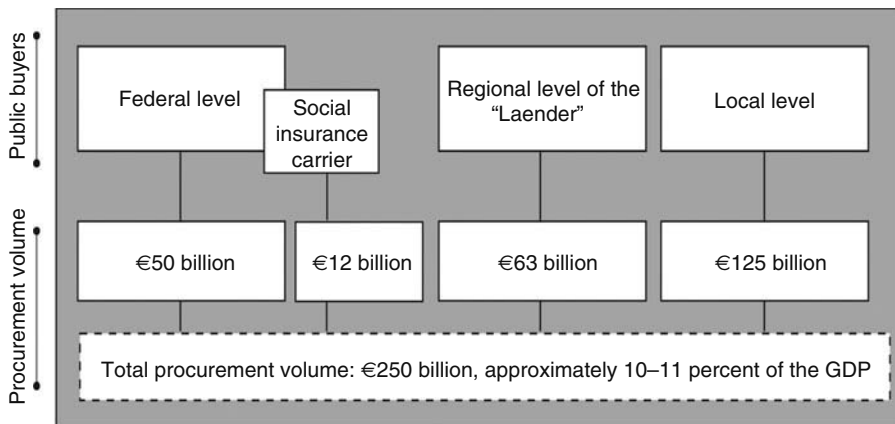 Public buyers
Federal level
Social
insurance
carrier
Regional level of the
“Laender”
Local level
Procurement volume
€50 billion
€12 billion
€63 billion
€125 billion
Total procurement volume: €250 billion, approximately 10–11 percent of the GDP